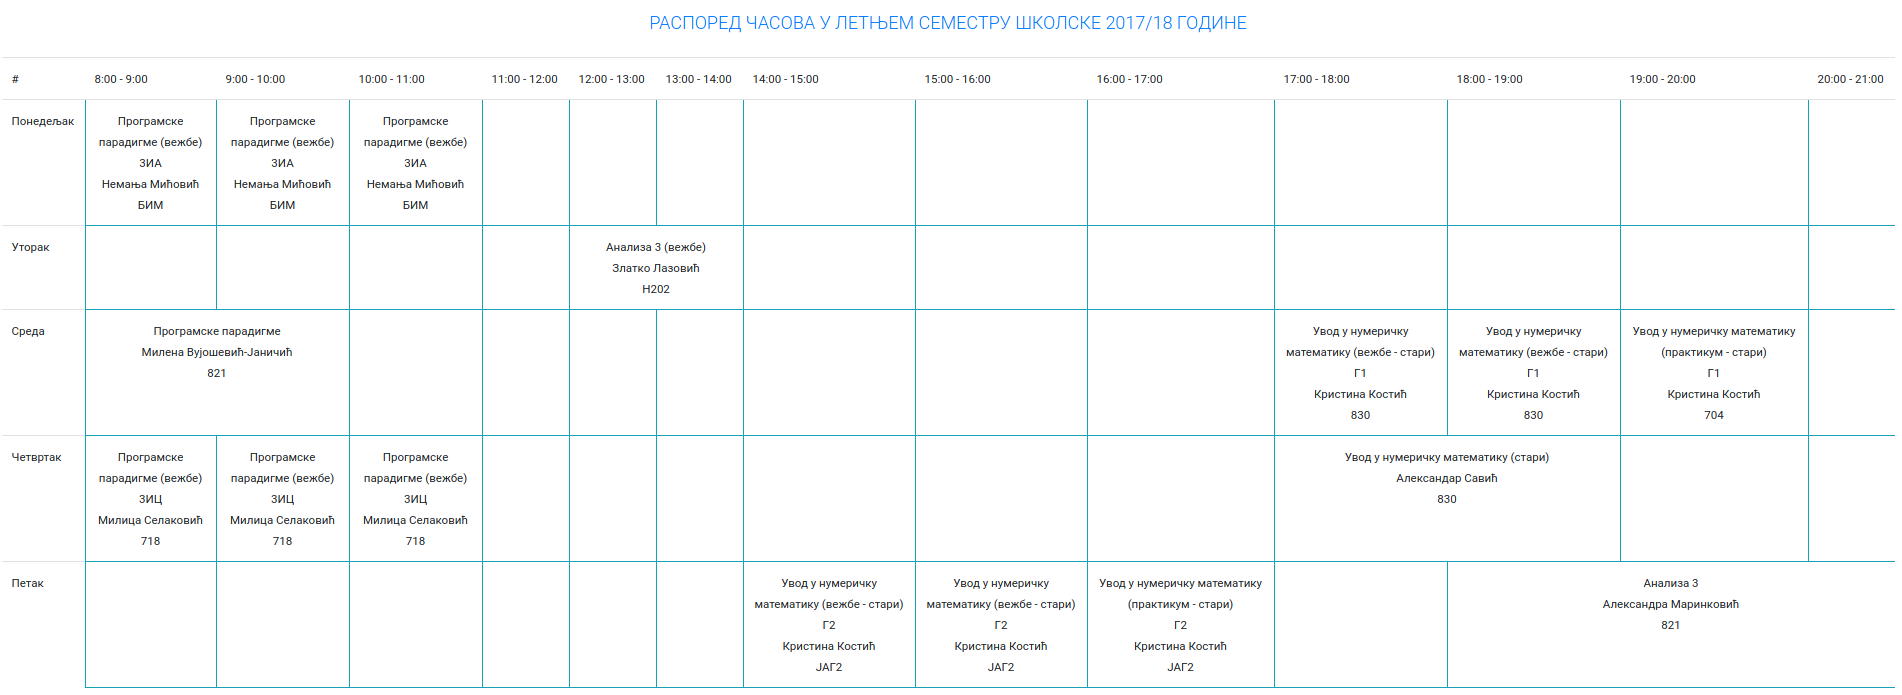 РАСПОРЕД ЧАСОВА У ЛЕТЊЕМ СЕМЕСТРУ ШКОЛСКЕ 2017/18 ГОДИНЕ
# 8:00 - 9:00 9:00 - 10:00 10:00 - 11:00 11:00 - 12:00 12:00 - 13:00 13:00 - 14:00 14:00 - 15:00 15:00 - 16:00 16:00 - 17:00 17:00 - 18:00 18:00 - 19:00 19:00 - 20:00 20:00 - 21:00
Понедељак Програмске Програмске Програмске
парадигме (вежбе) парадигме (вежбе) парадигме (вежбе)
3ИА 3ИА 3ИА
Немања Мићовић Немања Мићовић Немања Мићовић
БИМ БИМ БИМ
Уторак Анализа 3 (вежбе)
Златко Лазовић
Н202
Среда Програмске парадигме Увод у нумеричку Увод у нумеричку Увод у нумеричку математику
Милена Вујошевић-Јаничић математику (вежбе - стари) математику (вежбе - стари) (практикум - стари)
821 Г1 Г1 Г1
Кристина Костић Кристина Костић Кристина Костић
830 830 704
Четвртак Програмске Програмске Програмске Увод у нумеричку математику (стари)
парадигме (вежбе) парадигме (вежбе) парадигме (вежбе) Александар Савић
3ИЦ 3ИЦ 3ИЦ 830
Милица Селаковић Милица Селаковић Милица Селаковић
718 718 718
Петак Увод у нумеричку Увод у нумеричку Увод у нумеричку математику Анализа 3
математику (вежбе - стари) математику (вежбе - стари) (практикум - стари) Александра Маринковић
Г2 Г2 Г2 821
Кристина Костић Кристина Костић Кристина Костић
ЈАГ2 ЈАГ2 ЈАГ2